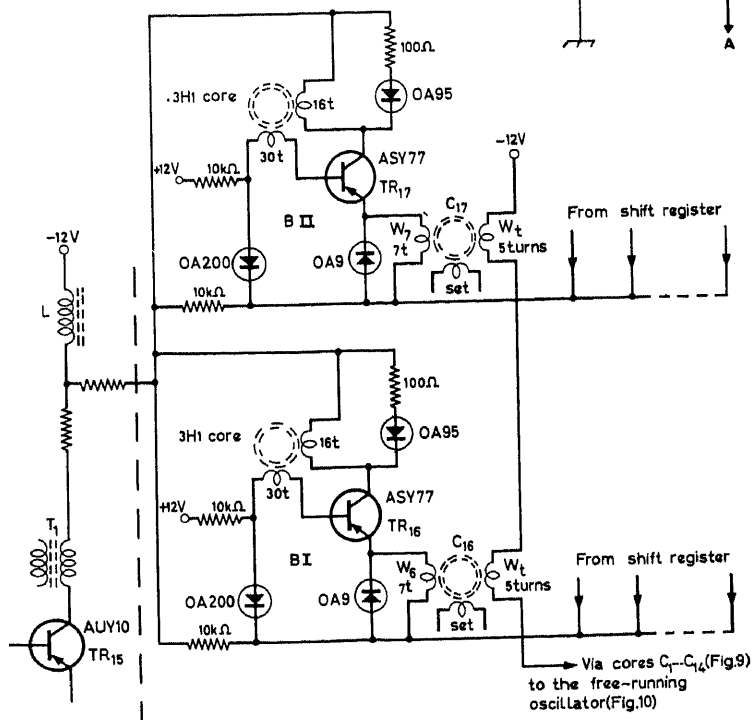 A
100Ω
OA95
.3H1 core
16t
30t
ASY77
TR17
+12V
10kΩ
B II
-12V
C17
W7
7t
Wt
5turns
set
From shift register
OA200
OA9
10kΩ
-12V
L
100Ω
OA95
3H1 core
16t
30t
ASY77
TR16
+12V
10kΩ
B I
C16
W6
7t
Wt
5turns
set
From shift register
OA200
OA9
10kΩ
T1
AUY10
TR15
Via cores C1--C14(Fig.9)
to the free-running
oscillator(Fig.10)